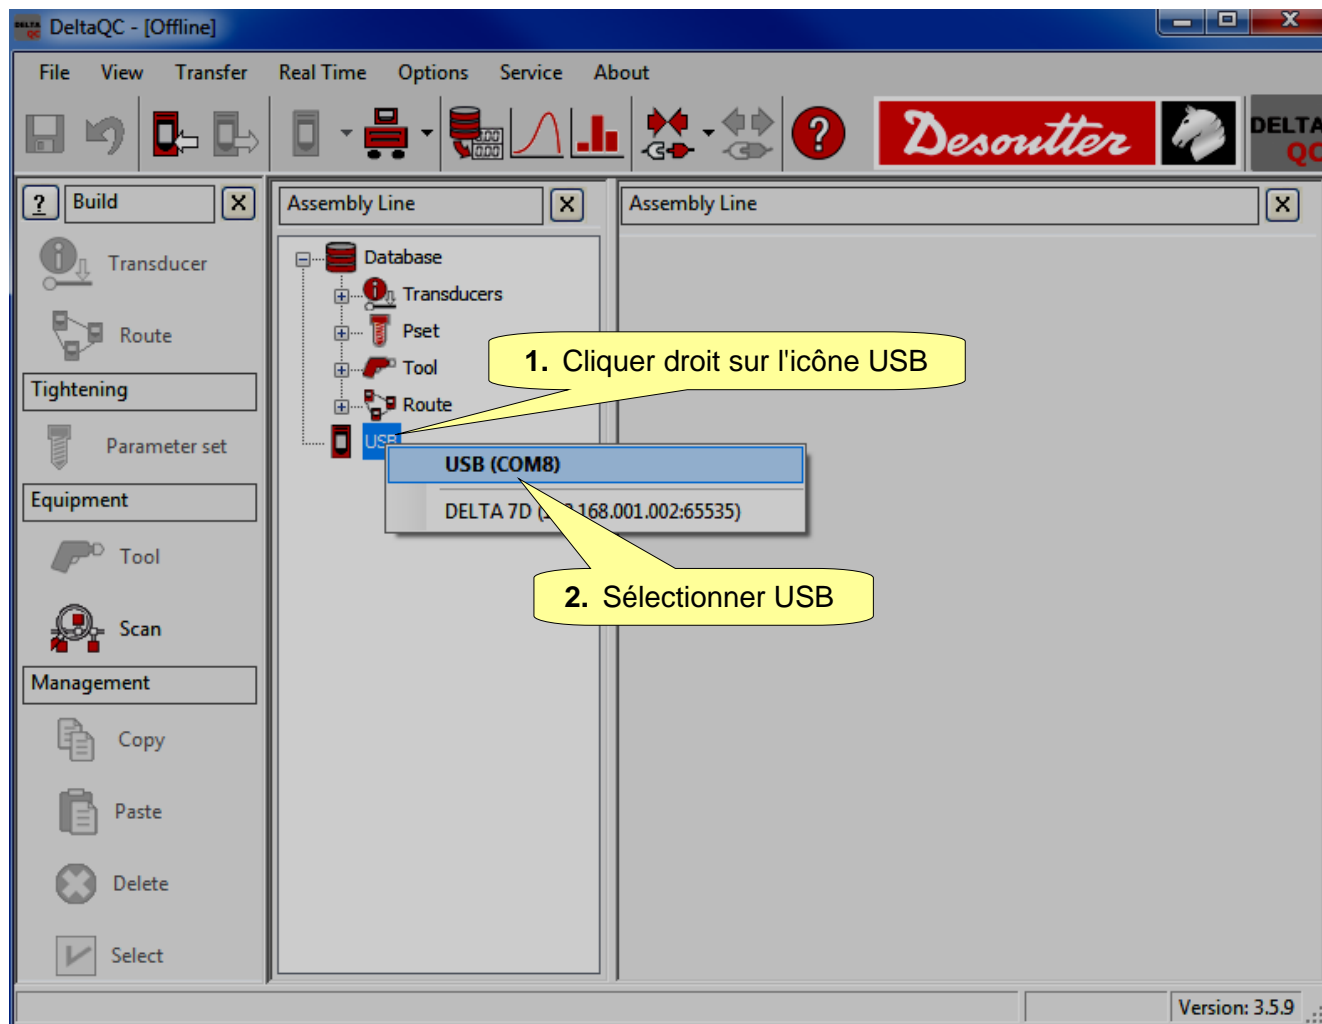 DELTA QC DeltaQC - [Offline]
File View Transfer Real Time Options Service About
Desoutter
DELTA
QC
? Build X
Assembly Line X
Assembly Line X
Transducer
Route
Tightening
Parameter set
Equipment
Tool
Scan
Management
Copy
Paste
Delete
Select
Database
Transducers
Pset
Tool
Route
USB
1. Cliquer droit sur l'icône USB
USB (COM8)
DELTA 7D ( 168.001.002:65535)
2. Sélectionner USB
Version: 3.5.9